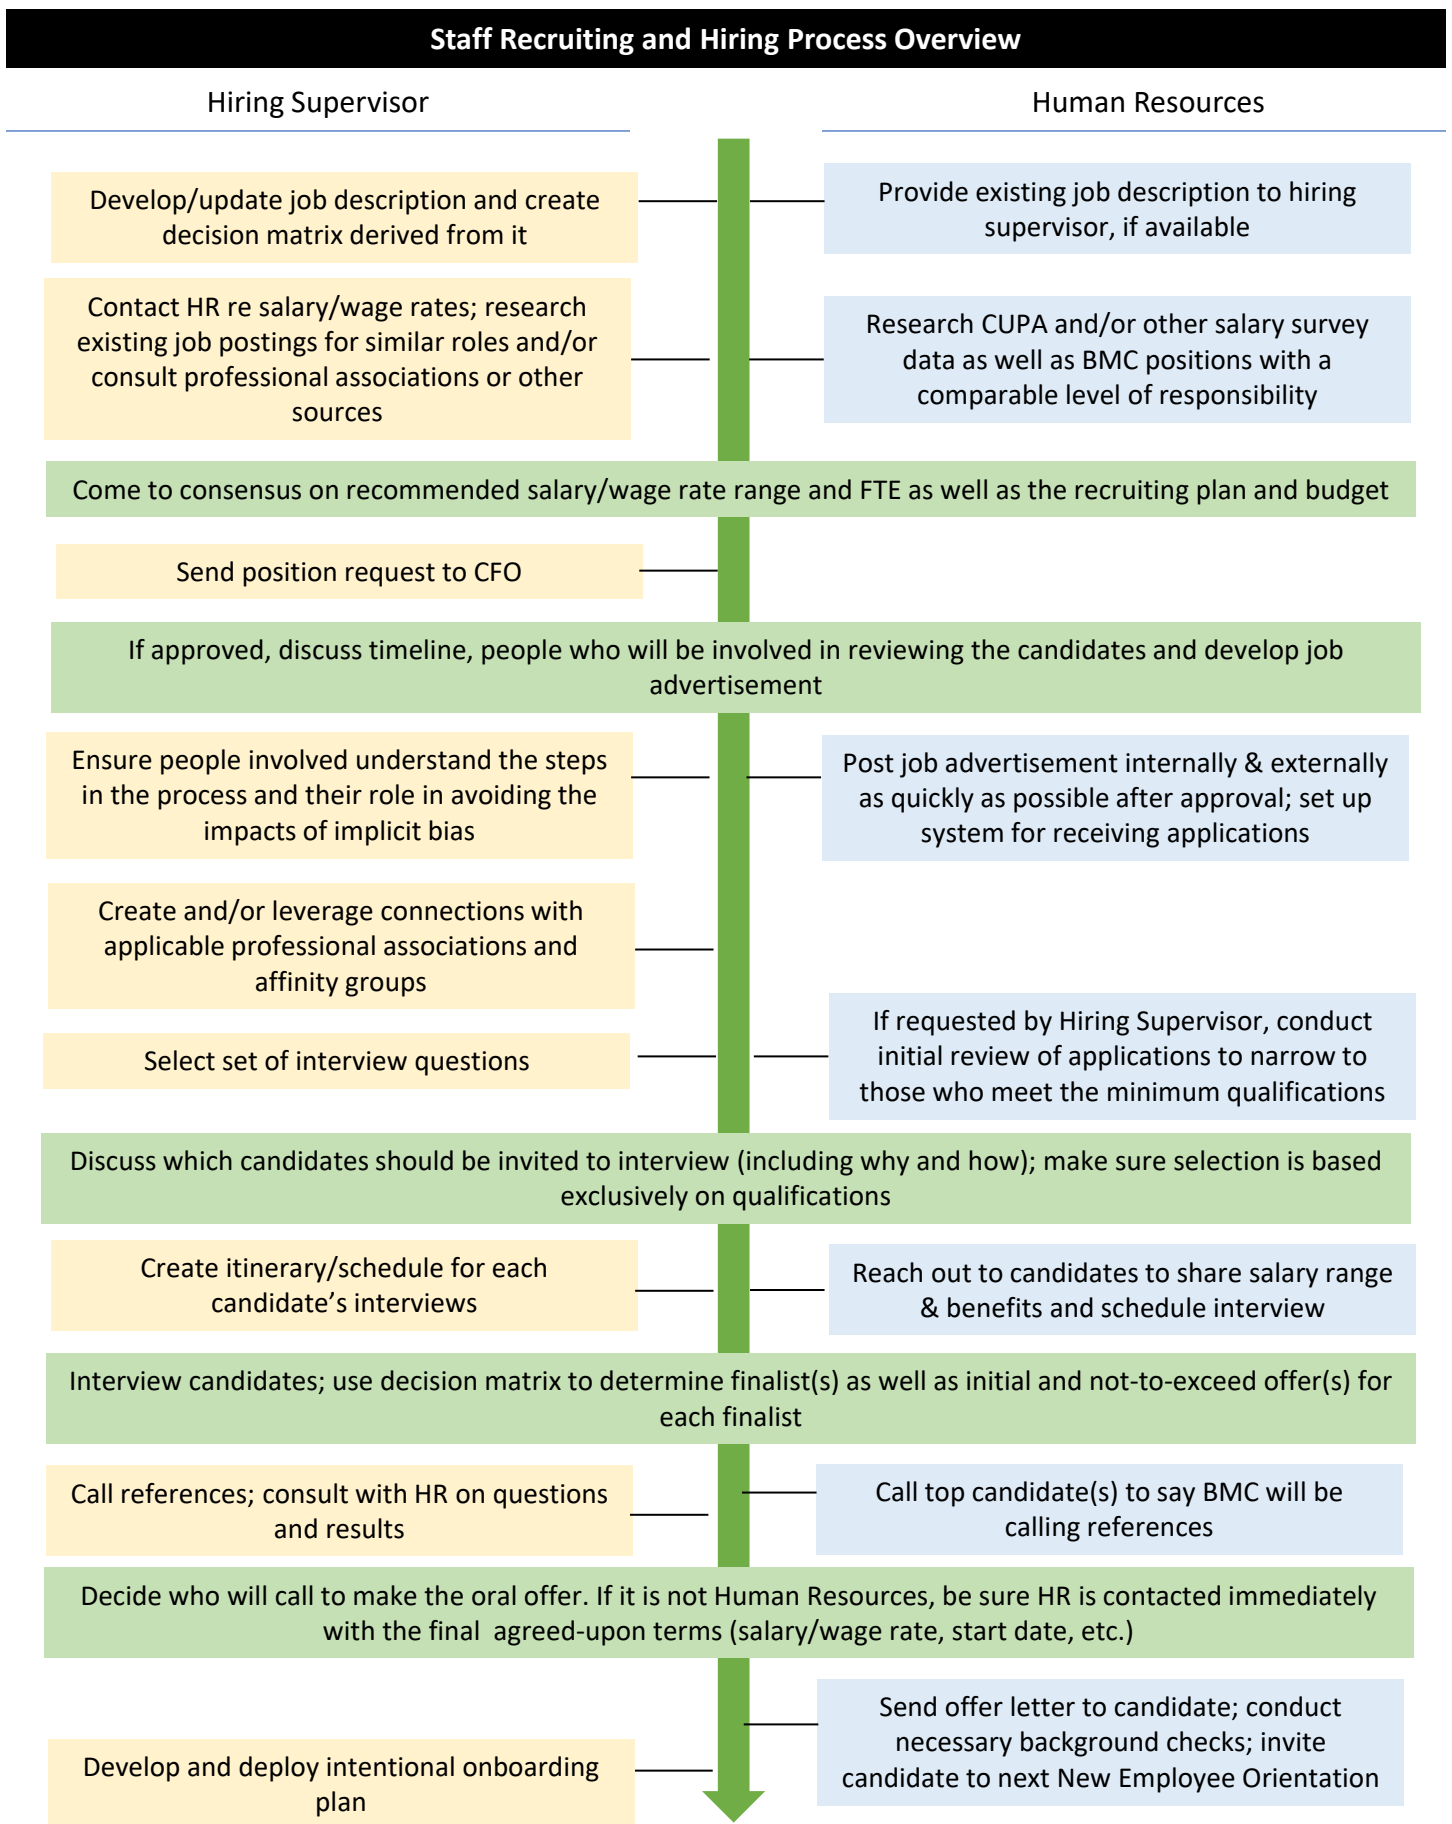 Staff Recruiting and Hiring Process Overview
Hiring Supervisor
Human Resources
Develop/update job description and create
decision matrix derived from it
Provide existing job description to hiring
supervisor, if available
Contact HR re salary/wage rates; research
existing job postings for similar roles and/or
consult professional associations or other
sources
Research CUPA and/or other salary survey
data as well as BMC positions with a
comparable level of responsibility
Come to consensus on recommended salary/wage rate range and FTE as well as the recruiting plan and budget
Send position request to CFO
If approved, discuss timeline, people who will be involved in reviewing the candidates and develop job
advertisement
Ensure people involved understand the steps
in the process and their role in avoiding the
impacts of implicit bias
Post job advertisement internally & externally
as quickly as possible after approval; set up
system for receiving applications
Create and/or leverage connections with
applicable professional associations and
affinity groups
Select set of interview questions
If requested by Hiring Supervisor, conduct
initial review of applications to narrow to
those who meet the minimum qualifications
Discuss which candidates should be invited to interview (including why and how); make sure selection is based
exclusively on qualifications
Create itinerary/schedule for each
candidate’s interviews
Reach out to candidates to share salary range
& benefits and schedule interview
Interview candidates; use decision matrix to determine finalist(s) as well as initial and not-to-exceed offer(s) for
each finalist
Call references; consult with HR on questions
and results
Call top candidate(s) to say BMC will be
calling references
Decide who will call to make the oral offer. If it is not Human Resources, be sure HR is contacted immediately
with the final  agreed-upon terms (salary/wage rate, start date, etc.)
Send offer letter to candidate; conduct
necessary background checks; invite
candidate to next New Employee Orientation
Develop and deploy intentional onboarding
plan